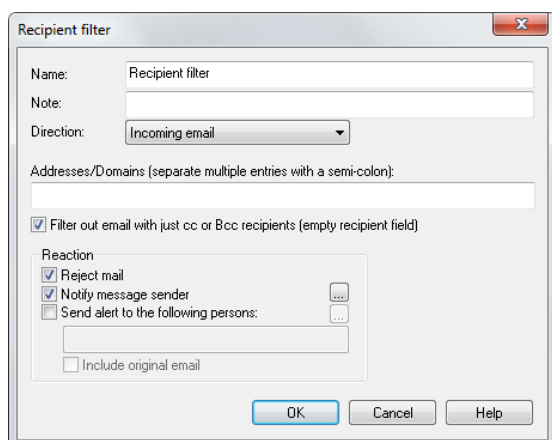 Recipient filter
Name: Recipient filter
Note:
Direction: Incoming email
Addresses/Domains (separate multiple entries with a semi-colon):
Filter out email with just cc or Bcc recipients (empty recipient field)
Reaction
Reject mail
Notify message sender ...
Send alert to the following persons: ...
Include original email
OK Cancel Help